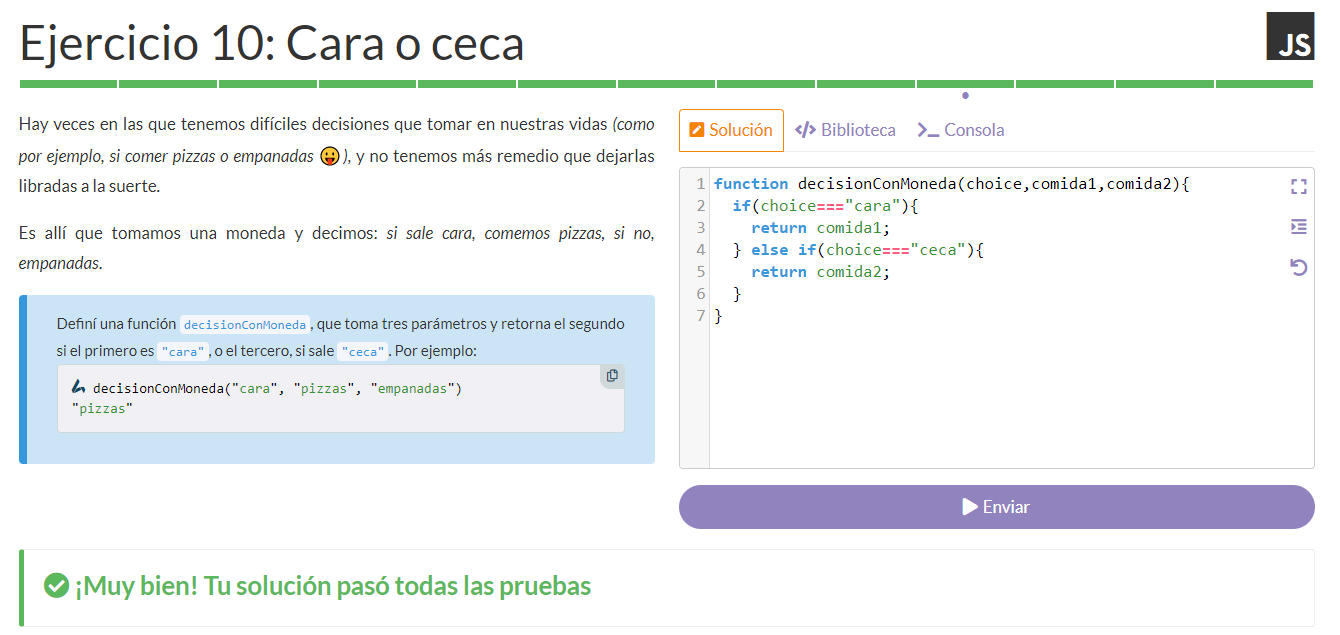 Ejercicio 10: Cara o ceca
JS
Hay veces en las que tenemos difíciles decisiones que tomar en nuestras vidas (como
por ejemplo, si comer pizzas o empanadas 😛), y no tenemos más remedio que dejarlas
libradas a la suerte.
Es allí que tomamos una moneda y decimos: si sale cara, comemos pizzas, si no,
empanadas.
Definí una función decisionConMoneda, que toma tres parámetros y retorna el segundo
si el primero es "cara", o el tercero, si sale "ceca". Por ejemplo:
decisionConMoneda("cara", "pizzas", "empanadas")
"pizzas"
Solución
</> Biblioteca
>_ Consola
1 function decisionConMoneda(choice,comida1,comida2){
2   if(choice==="cara"){
3     return comida1;
4   } else if(choice==="ceca"){
5     return comida2;
6   }
7 }
Enviar
¡Muy bien! Tu solución pasó todas las pruebas